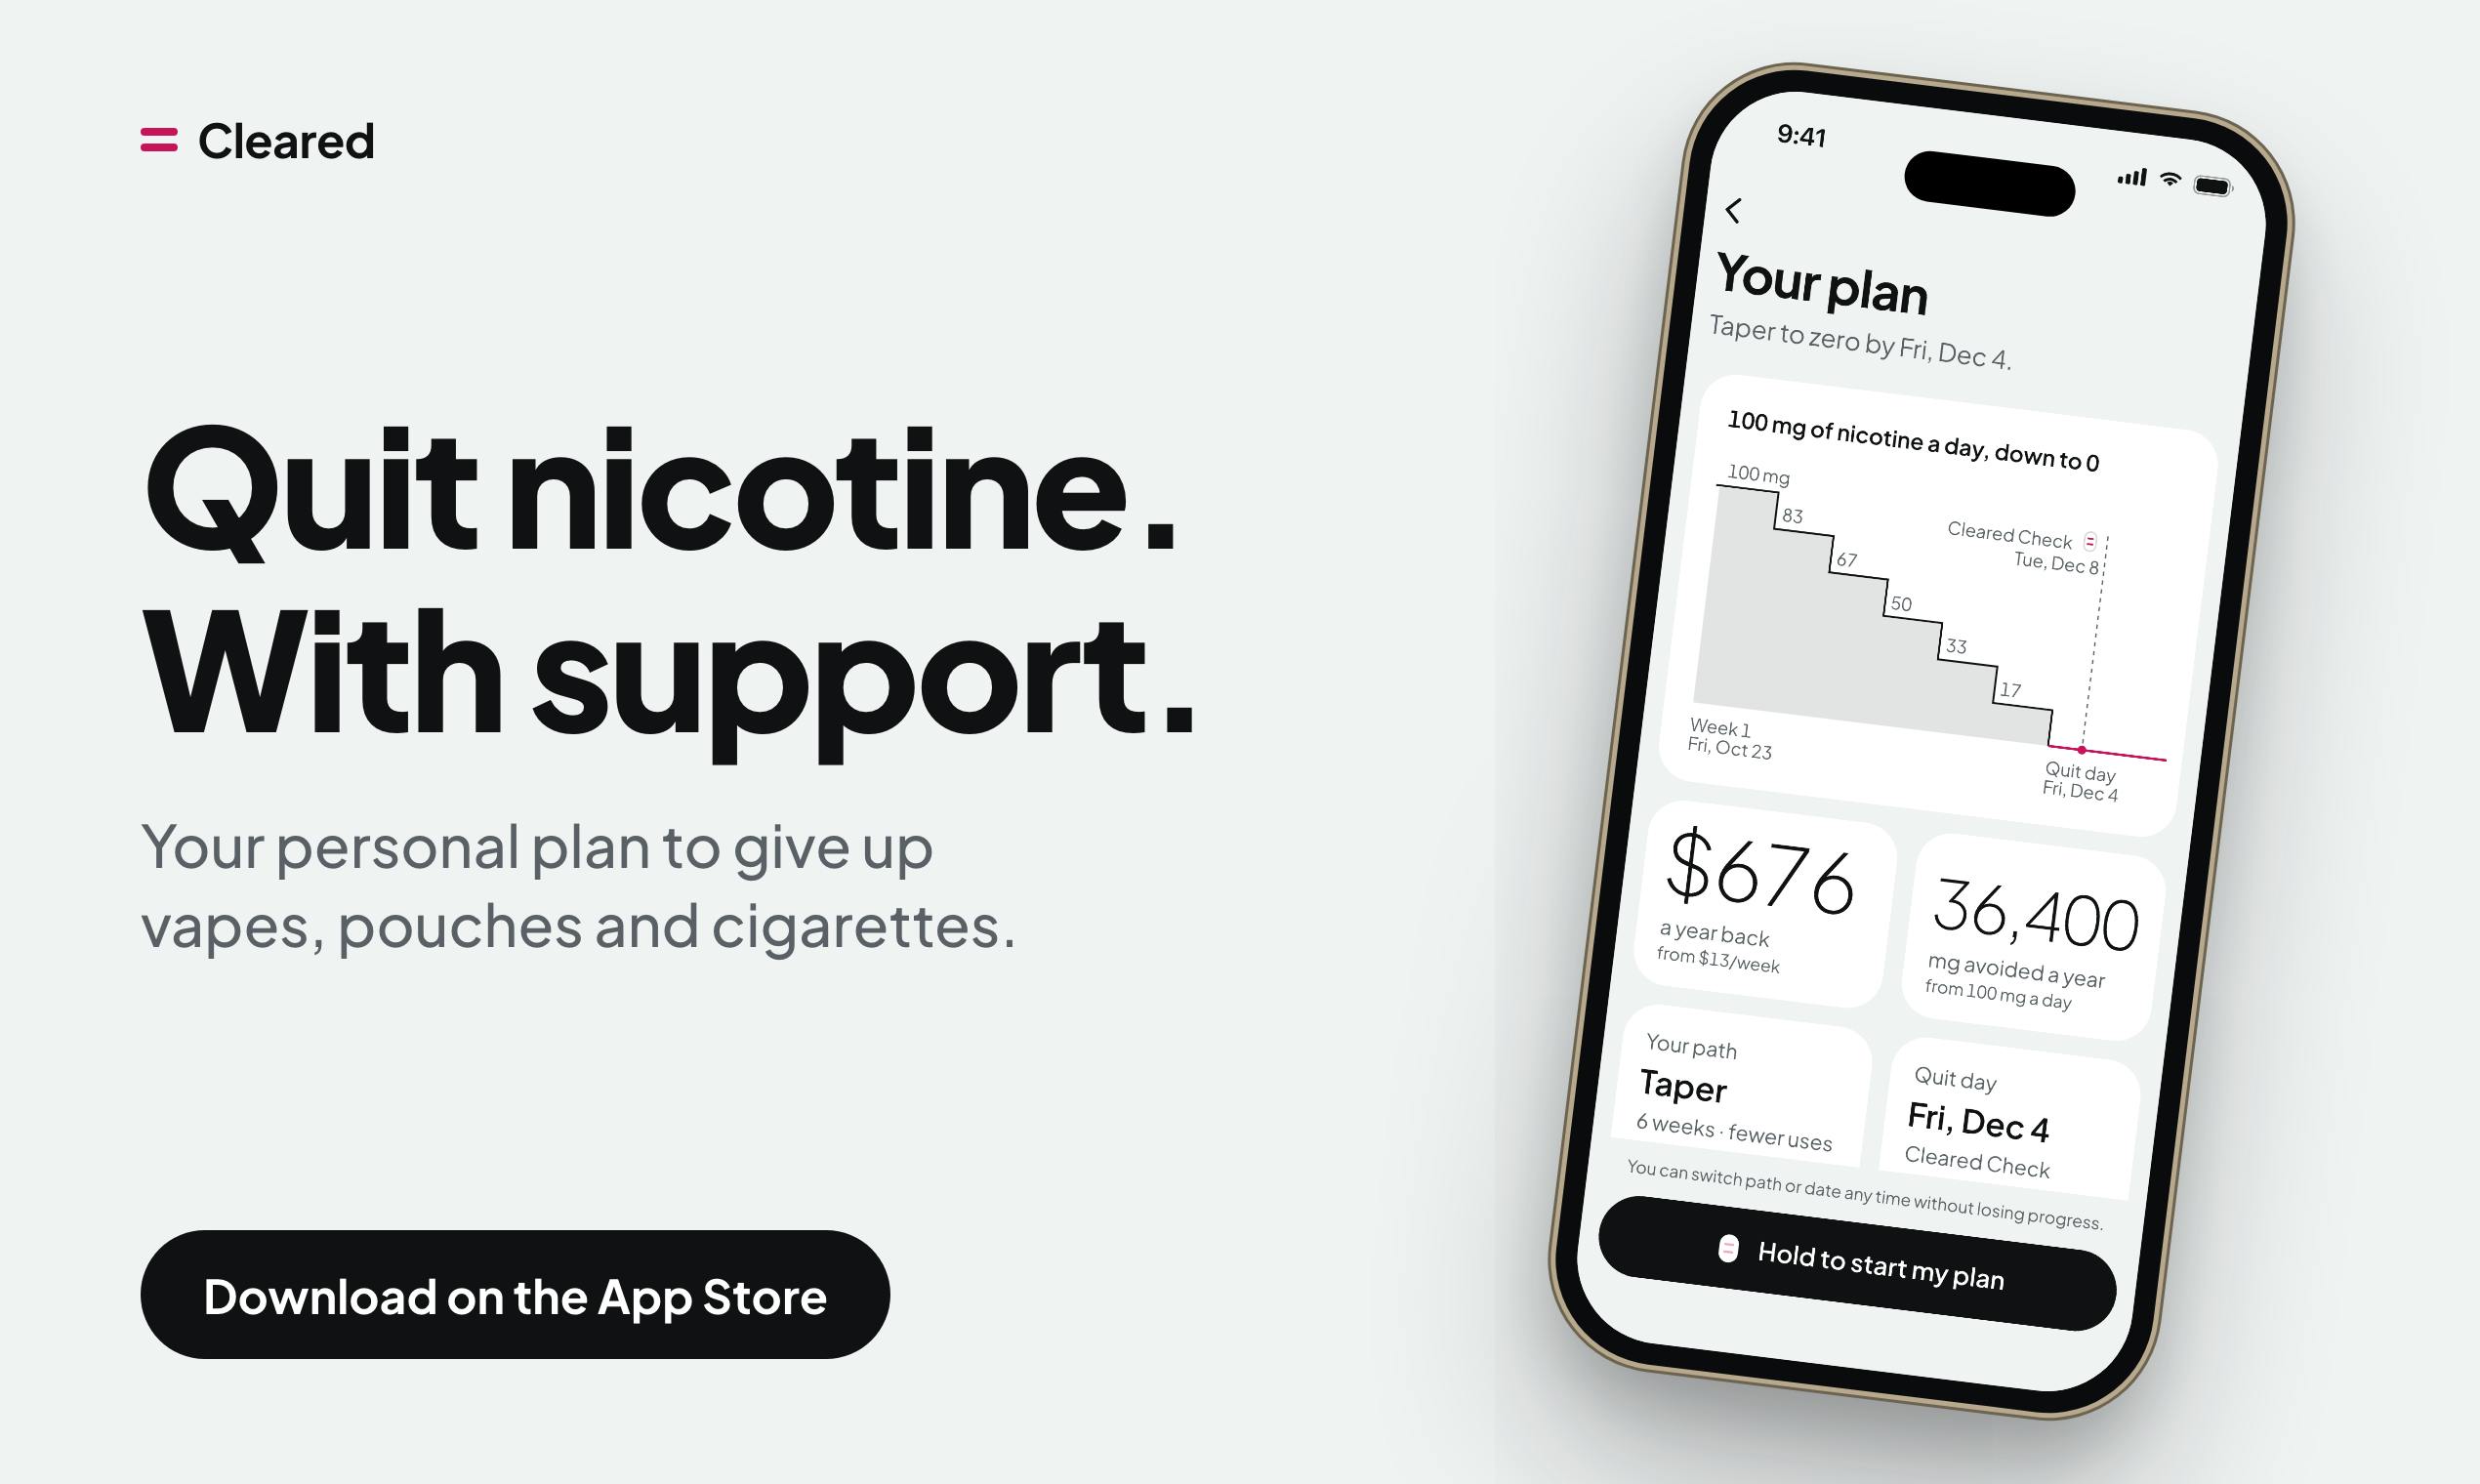 Cleared
Quit nicotine.
With support.
Your personal plan to give up
vapes, pouches and cigarettes.
Download on the App Store
9:41
Your plan
Taper to zero by Fri, Dec 4.
100 mg of nicotine a day, down to 0
100 mg
83
67
50
33
17
Cleared Check
Tue, Dec 8
Week 1
Fri, Oct 23
Quit day
Fri, Dec 4
$676
a year back
from $13/week
36,400
mg avoided a year
from 100 mg a day
Your path
Taper
6 weeks · fewer uses
Quit day
Fri, Dec 4
Cleared Check
You can switch path or date any time without losing progress.
Hold to start my plan